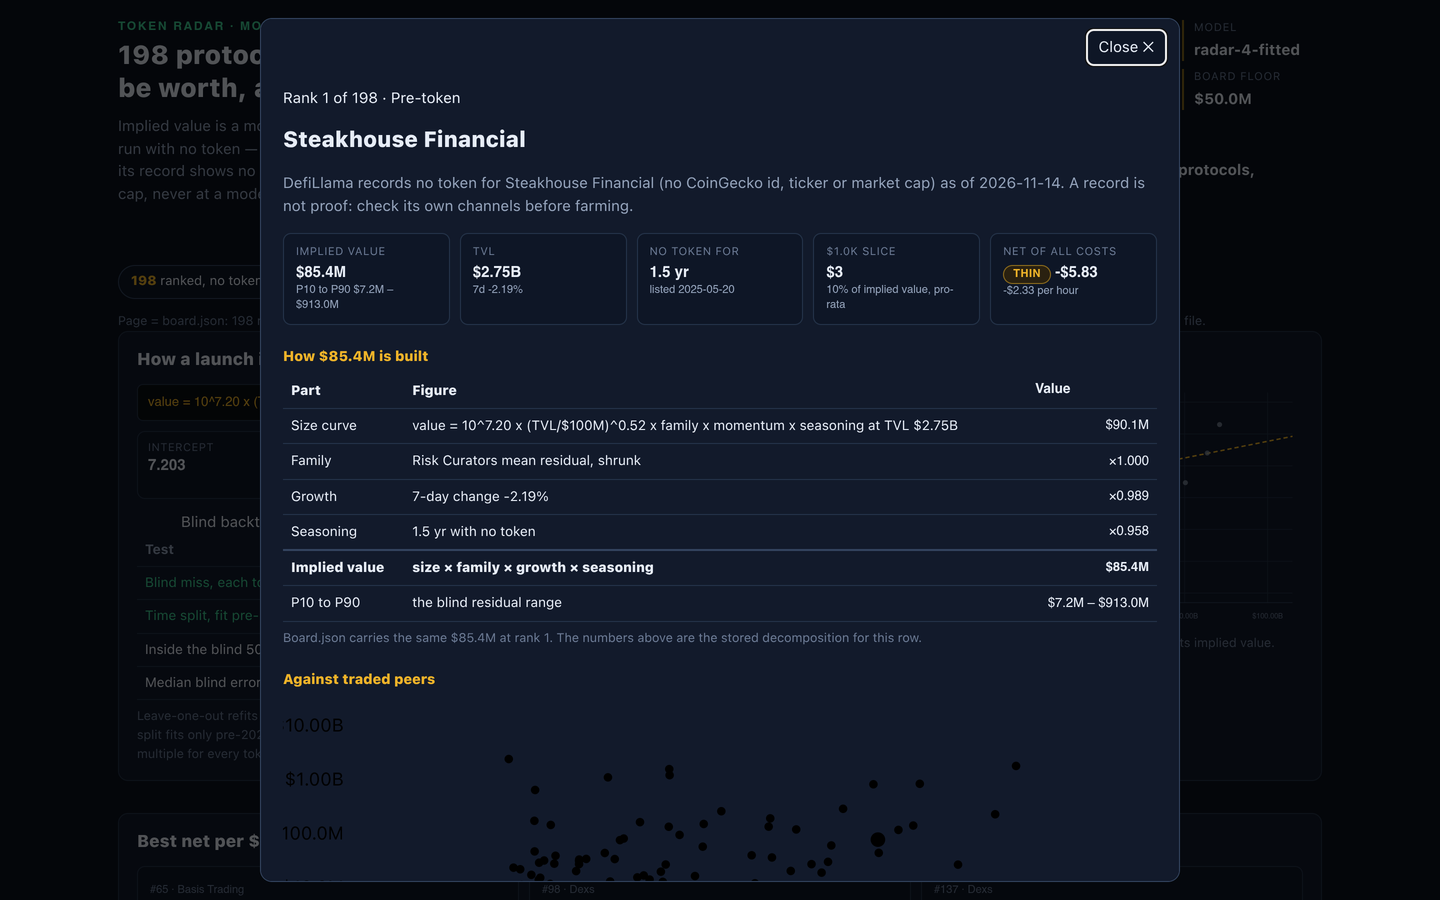 TOKEN RADAR · MO
198 protoc
be worth, a
Implied value is a mo
run with no token —
its record shows no
cap, never at a mode
MODEL
radar-4-fitted
BOARD FLOOR
$50.0M
protocols,
198 ranked, no token
Page = board.json: 198 r
file.
How a launch i
value = 10^7.20 x (T
INTERCEPT
7.203
Blind backt
Test
Blind miss, each to
Time split, fit pre-
Inside the blind 50
Median blind error
Leave-one-out refits
split fits only pre-202
multiple for every tok
$100.00B
ts implied value.
Best net per $
#65 · Basis Trading
#98 · Dexs
#137 · Dexs
Close ×
Rank 1 of 198 · Pre-token
Steakhouse Financial
DefiLlama records no token for Steakhouse Financial (no CoinGecko id, ticker or market cap) as of 2026-11-14. A record is
not proof: check its own channels before farming.
IMPLIED VALUE
$85.4M
P10 to P90 $7.2M –
$913.0M
TVL
$2.75B
7d -2.19%
NO TOKEN FOR
1.5 yr
listed 2025-05-20
$1.0K SLICE
$3
10% of implied value, pro-
rata
NET OF ALL COSTS
THIN -$5.83
-$2.33 per hour
How $85.4M is built
Part Figure Value
Size curve value = 10^7.20 x (TVL/$100M)^0.52 x family x momentum x seasoning at TVL $2.75B $90.1M
Family Risk Curators mean residual, shrunk ×1.000
Growth 7-day change -2.19% ×0.989
Seasoning 1.5 yr with no token ×0.958
Implied value size × family × growth × seasoning $85.4M
P10 to P90 the blind residual range $7.2M – $913.0M
Board.json carries the same $85.4M at rank 1. The numbers above are the stored decomposition for this row.
Against traded peers
10.00B
$1.00B
100.0M